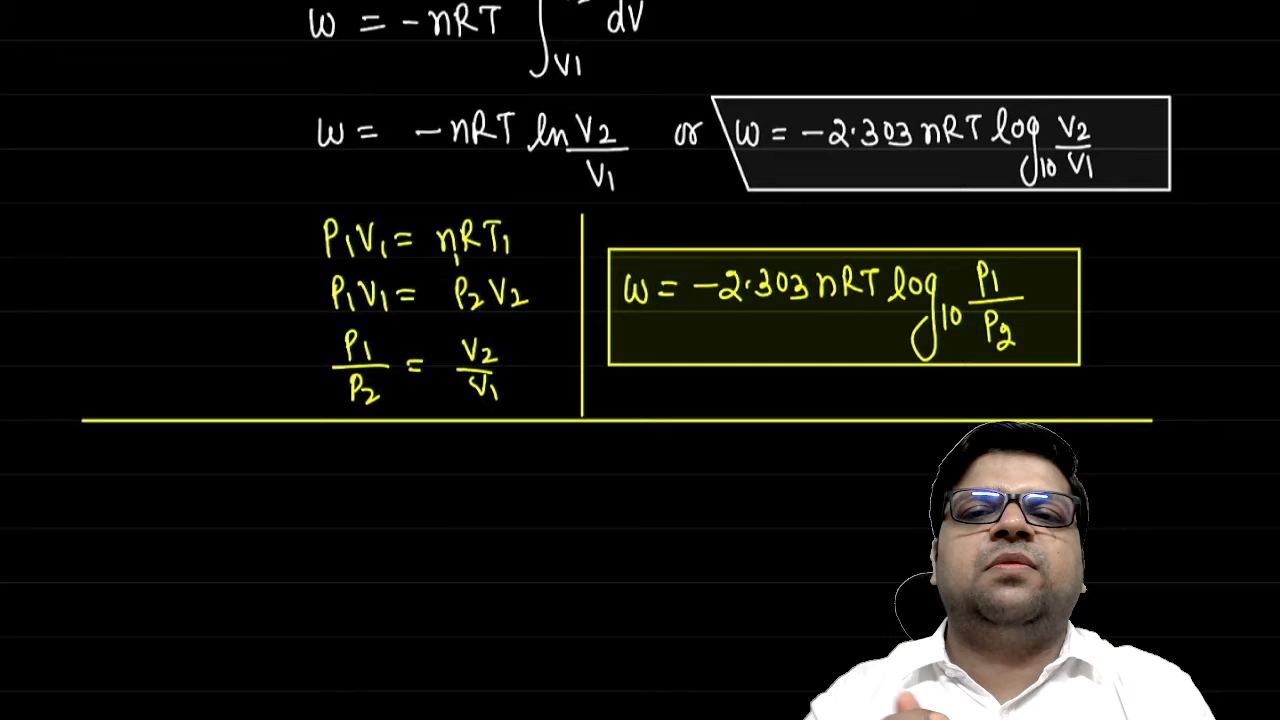 w = -nRT ∫V1 dV
w = -nRT ln V2/V1 or w = -2.303 nRT log10 V2/V1
P1V1 = nRT1
P1V1 = P2V2
P1/P2 = V2/V1
w = -2.303 nRT log10 P1/P2